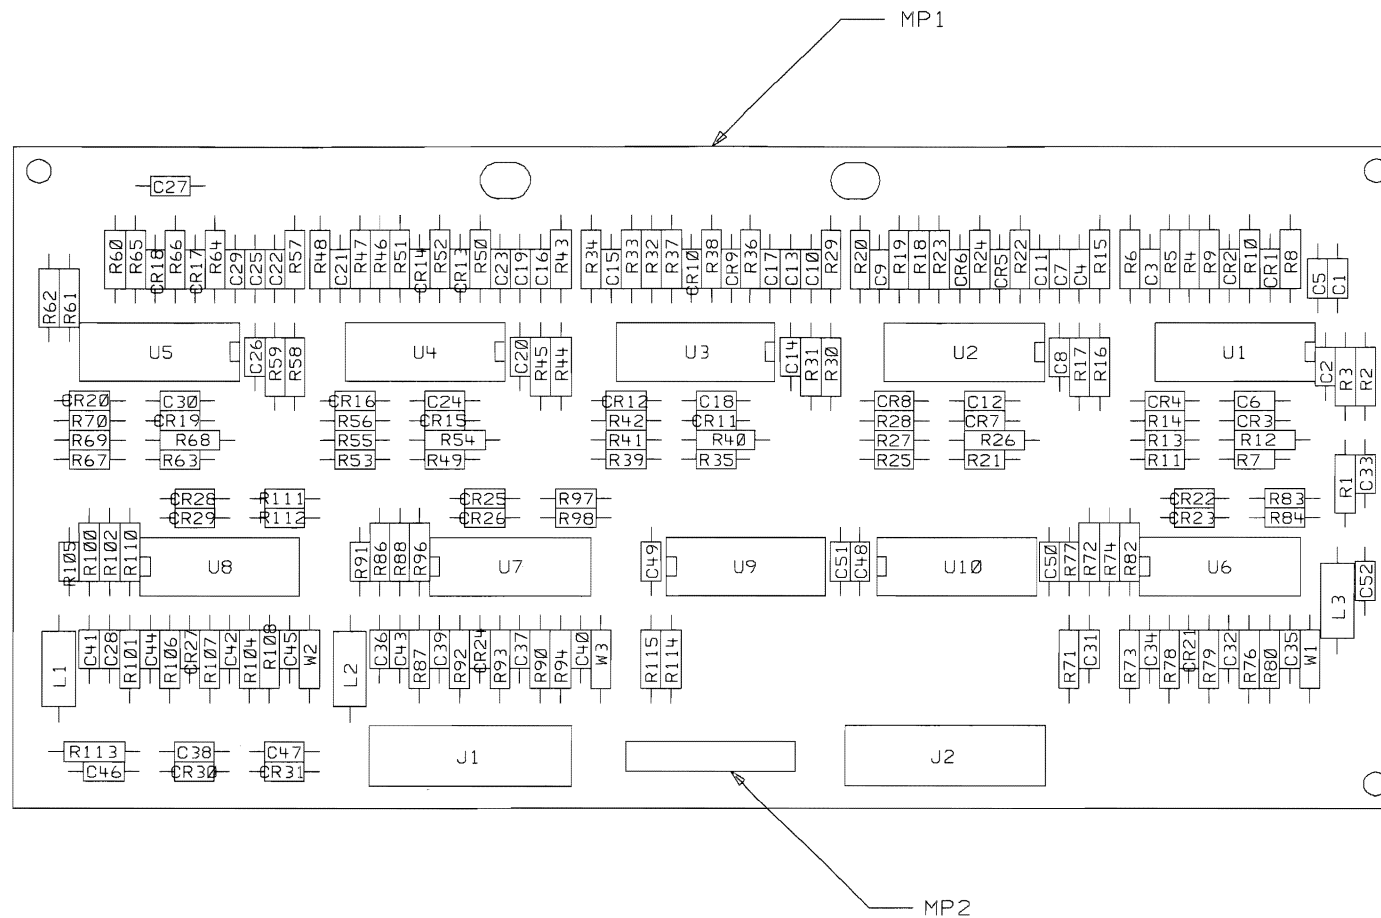 MP1
C27
R60 R65 CR18 R66 CR17 R64 C29 C25 C22 R57 R48 C21 R47 R46 R51 CR14 R52 CR13 R50 C23 C19 C16 R43 R34 C15 R33 R32 R37 CR10 R38 CR9 R36 C17 C13 C10 R29 R20 C9 R19 R18 R23 CR6 R24 CR5 R22 C11 C7 C4 R15 R6 C3 R5 R4 R9 CR2 R10 CR1 R8 C5 C1
R62 R61
U5 C26 R59 R58 U4 C20 R45 R44 U3 C14 R31 R30 U2 C8 R17 R16 U1 C2 R3 R2
CR20 C30 CR16 C24 CR12 C18 CR8 C12 CR4 C6
R70 CR19 R56 CR15 R42 CR11 R28 CR7 R14 CR3
R69 R68 R55 R54 R41 R40 R27 R26 R13 R12
R67 R63 R53 R49 R39 R35 R25 R21 R11 R7
R1 C33
CR28 R111 CR25 R97 CR22 R83
CR29 R112 CR26 R98 CR23 R84
R105 R100 R102 R110 U8 R91 R86 R88 R96 U7 C49 U9 C51 C48 U10 C50 R77 R72 R74 R82 U6 L3 C52
L1 C41 C28 R101 C44 R106 CR27 R107 C42 R104 R108 C45 W2 L2 C36 C43 R87 C39 R92 CR24 R93 C37 R90 R94 C40 W3 R115 R114 R71 C31 R73 C34 R78 CR21 R79 C32 R76 R80 C35 W1
R113 C38 C47 J1 J2
C46 CR30 CR31
MP2